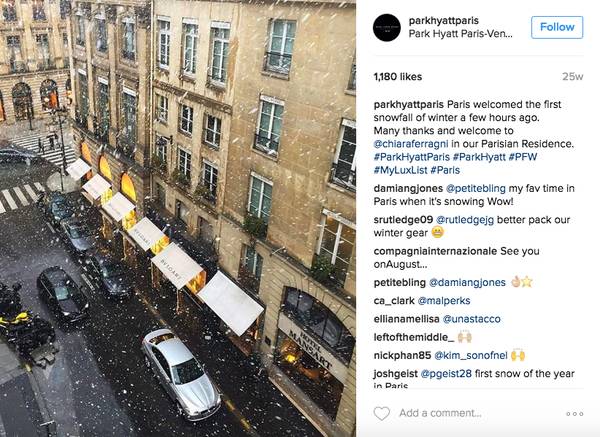 parkhyattparis
Park Hyatt Paris-Ven...
Follow
1,180 likes
25w
parkhyattparis Paris welcomed the first
snowfall of winter a few hours ago.
Many thanks and welcome to
@chiaraferragni in our Parisian Residence.
#ParkHyattParis #ParkHyatt #PFW
#MyLuxList #Paris
damiangjones @petitebling my fav time in
Paris when it's snowing Wow!
srutledge09 @rutledgejg better pack our
winter gear 😁
compagniainternazionale See you
onAugust...
petitebling @damiangjones 👌🏻⭐
ca_clark @malperks
ellianamellisa @unastacco
leftofthemiddle_ 🙌🏼
nickphan85 @kim_sonofnel 🙌
joshgeist @pgeist28 first snow of the year
in Paris
Add a comment...
BVLGARI
BVLGARI
HOTEL
MANSART